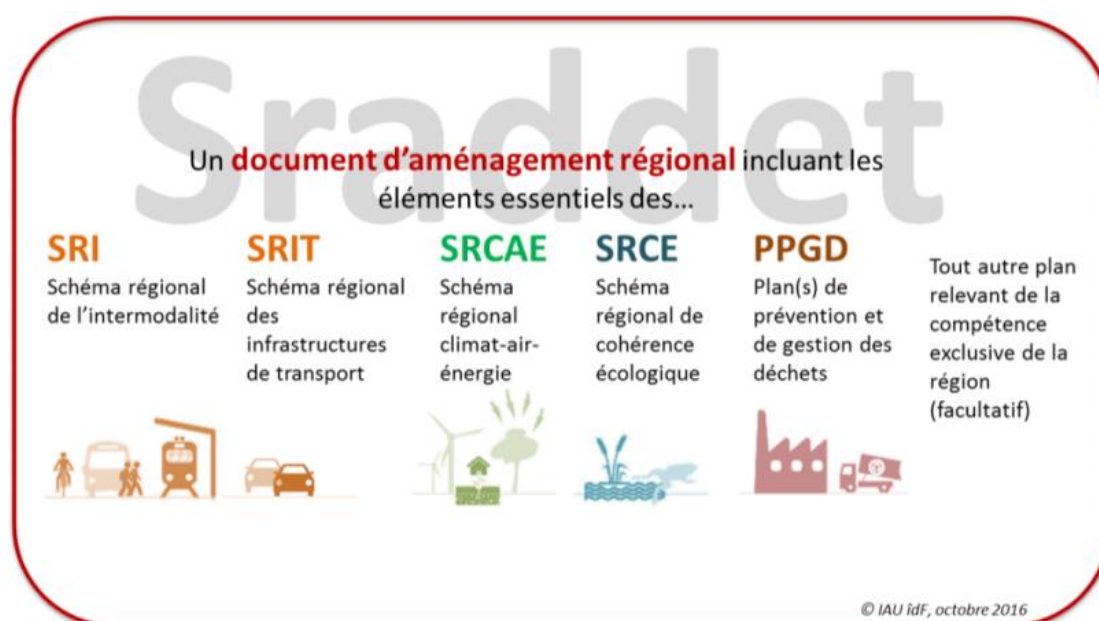 Sraddet
Un document d’aménagement régional incluant les
éléments essentiels des...
SRI
Schéma régional
de l’intermodalité
SRIT
Schéma régional
des
infrastructures
de transport
SRCAE
Schéma
régional
climat-air-
énergie
SRCE
Schéma
régional de
cohérence
écologique
PPGD
Plan(s) de
prévention et
de gestion des
déchets
Tout autre plan
relevant de la
compétence
exclusive de la
région
(facultatif)
© IAU îdF, octobre 2016